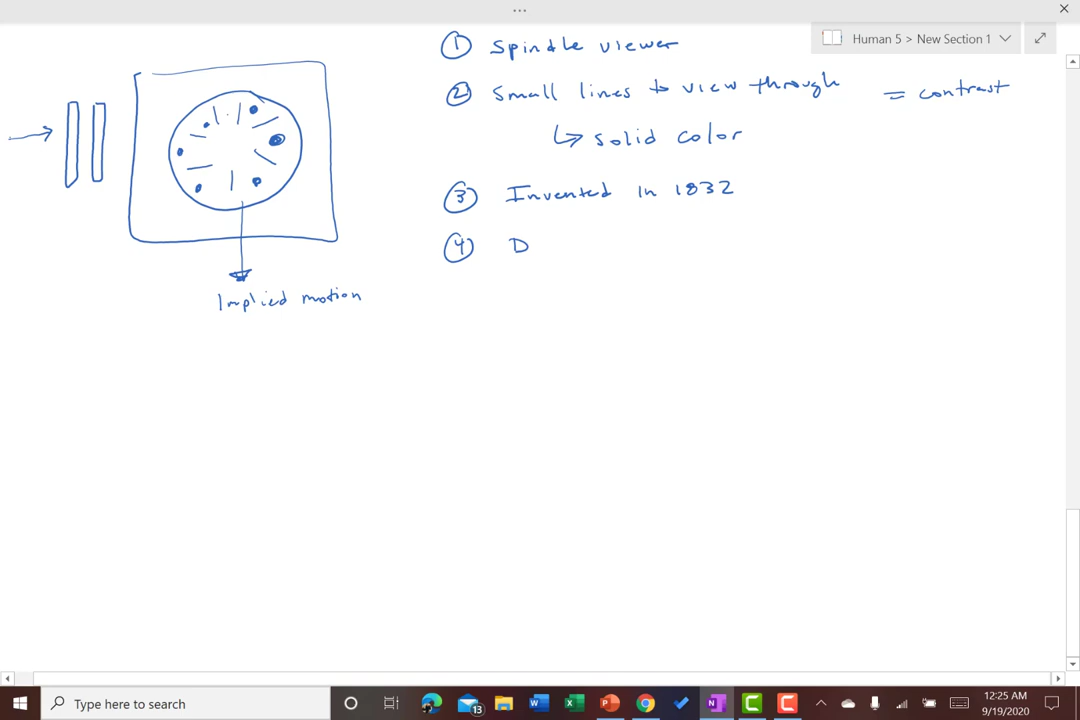 ...
Human 5 > New Section 1
① Spindle viewer
② Small lines to view through = contrast
↳ solid color
③ Invented in 1832
④ D
Implied motion
Type here to search
13
12:25 AM
9/19/2020